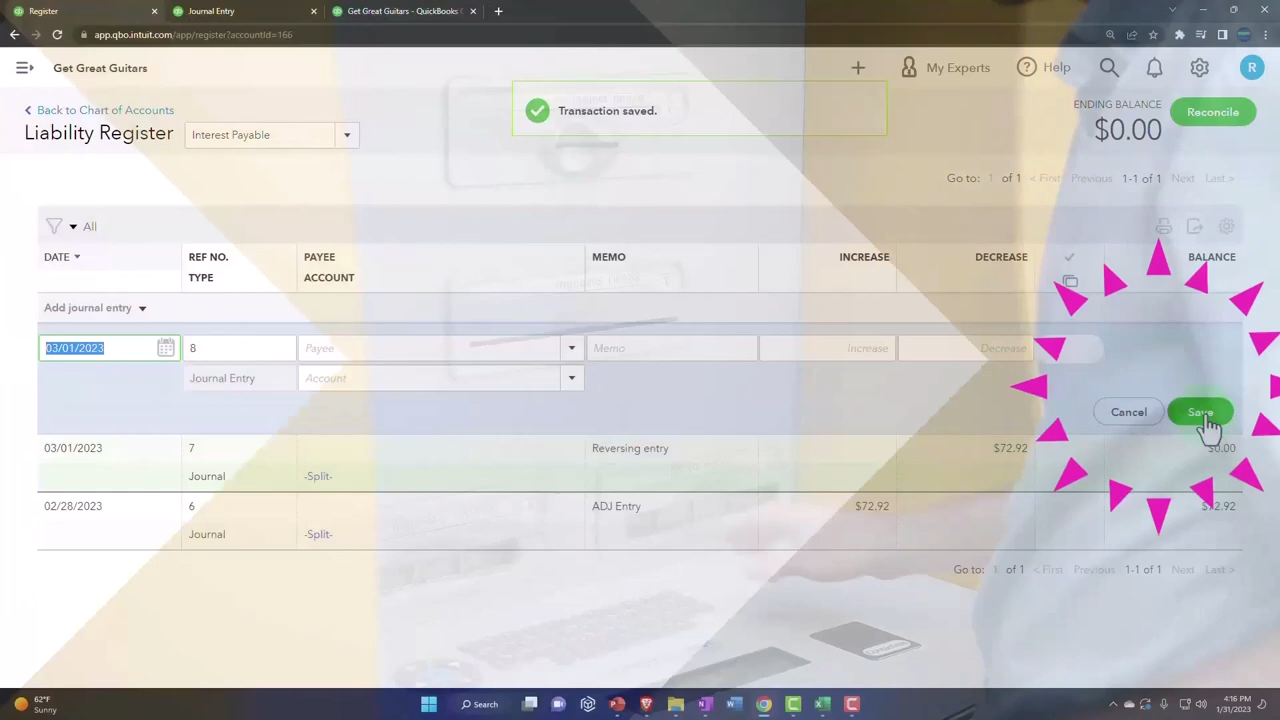 Register
Journal Entry
Get Great Guitars - QuickBooks O
app.qbo.intuit.com/app/register?accountId=166
Get Great Guitars
My Experts
Help
R
Back to Chart of Accounts
Liability Register
Interest Payable
Transaction saved.
ENDING BALANCE
$0.00
Reconcile
Go to: 1 of 1 < First Previous 1-1 of 1 Next Last >
All
DATE REF NO. PAYEE MEMO INCREASE DECREASE BALANCE
TYPE ACCOUNT
Add journal entry
03/01/2023 8 Payee Memo Increase Decrease
Journal Entry Account
Cancel Save
03/01/2023 7 Reversing entry $72.92 $0.00
Journal -Split-
02/28/2023 6 ADJ Entry $72.92 $72.92
Journal -Split-
Go to: 1 of 1 < First Previous 1-1 of 1 Next Last >
62°F
Sunny
Search
4:16 PM
1/31/2023